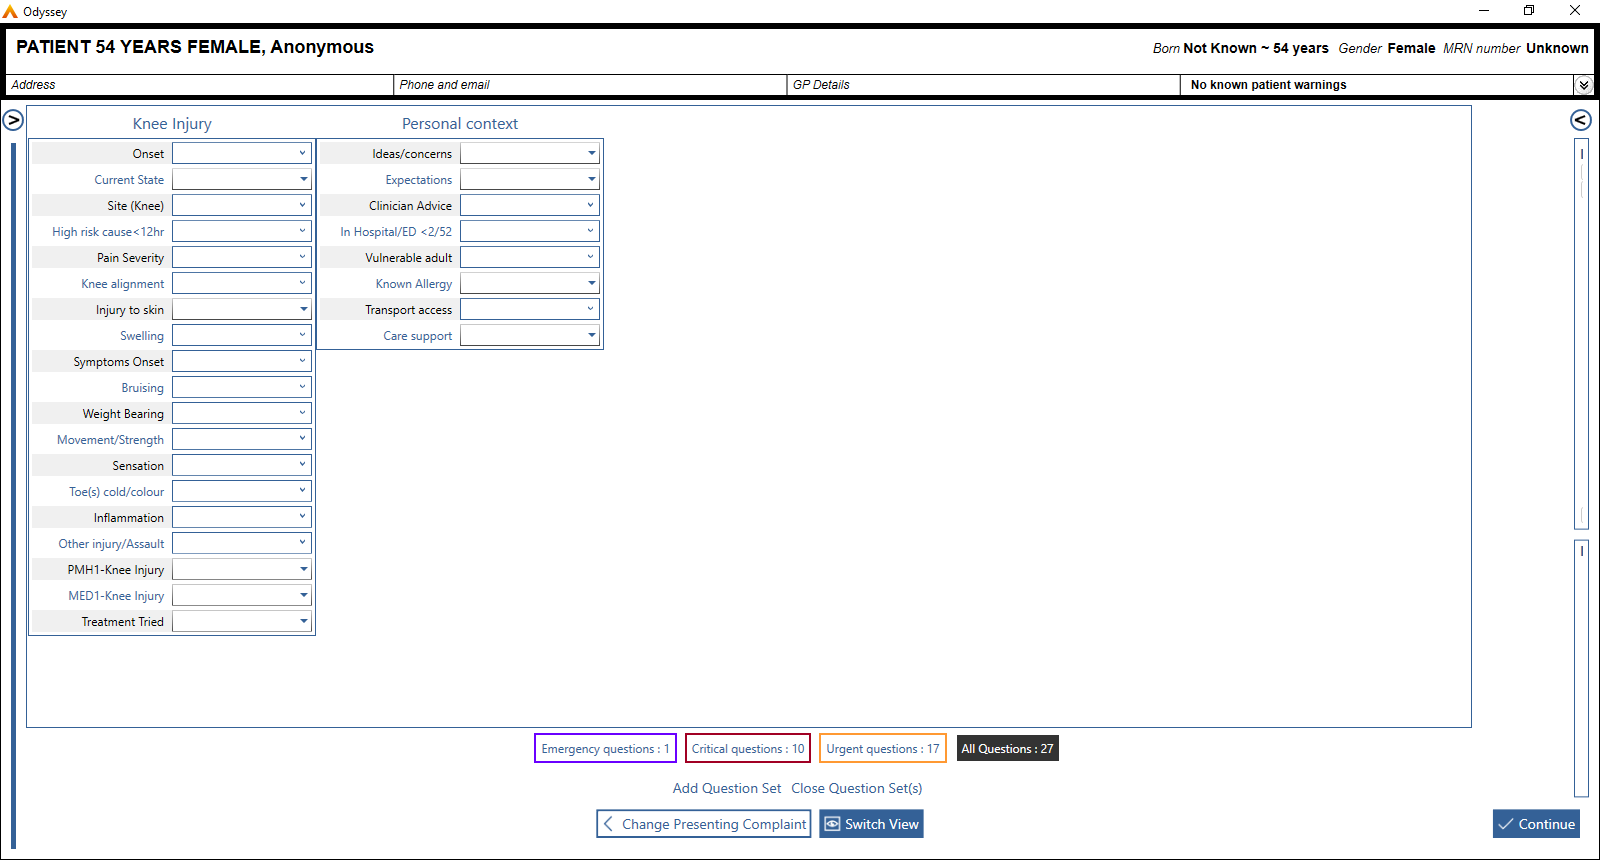 Odyssey
PATIENT 54 YEARS FEMALE, Anonymous
Born Not Known ~ 54 years Gender Female MRN number Unknown
Address
Phone and email
GP Details
No known patient warnings
Knee Injury
Onset
Current State
Site (Knee)
High risk cause<12hr
Pain Severity
Knee alignment
Injury to skin
Swelling
Symptoms Onset
Bruising
Weight Bearing
Movement/Strength
Sensation
Toe(s) cold/colour
Inflammation
Other injury/Assault
PMH1-Knee Injury
MED1-Knee Injury
Treatment Tried
Personal context
Ideas/concerns
Expectations
Clinician Advice
In Hospital/ED <2/52
Vulnerable adult
Known Allergy
Transport access
Care support
Emergency questions : 1
Critical questions : 10
Urgent questions : 17
All Questions : 27
Add Question Set Close Question Set(s)
Change Presenting Complaint
Switch View
Continue